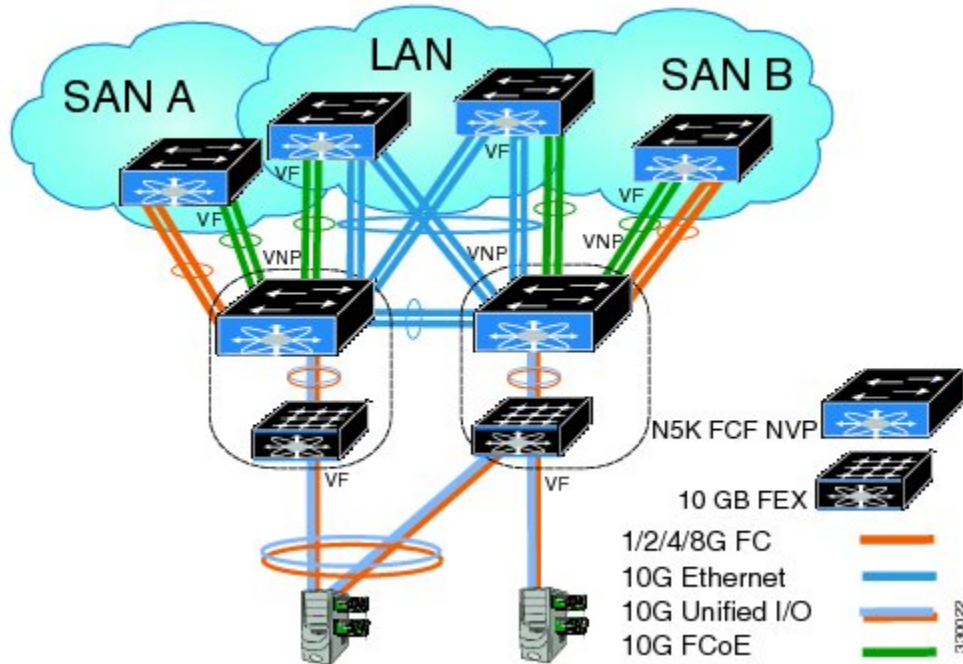 SAN A
LAN
SAN B
VF
VF
VF
VF
VNP
VNP
VNP
VF
VF
N5K FCF NVP
10 GB FEX
1/2/4/8G FC
10G Ethernet
10G Unified I/O
10G FCoE
330022